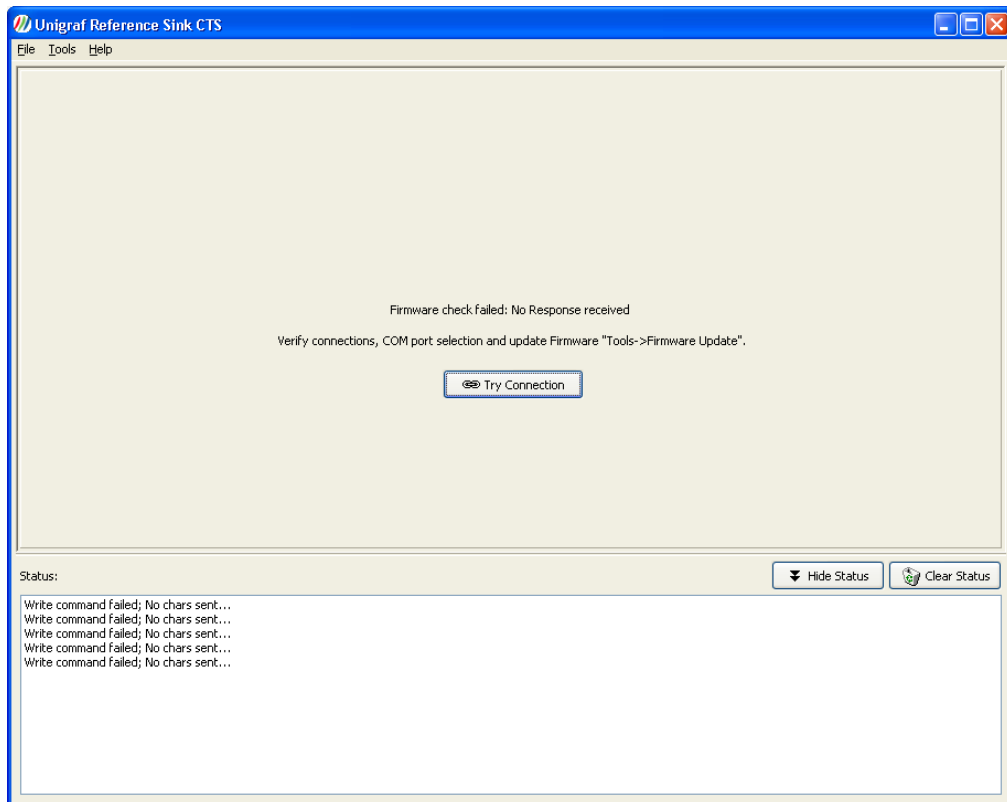 Unigraf Reference Sink CTS
File Tools Help
Firmware check failed: No Response received
Verify connections, COM port selection and update Firmware "Tools->Firmware Update".
Try Connection
Status:
Hide Status
Clear Status
Write command failed; No chars sent...
Write command failed; No chars sent...
Write command failed; No chars sent...
Write command failed; No chars sent...
Write command failed; No chars sent...